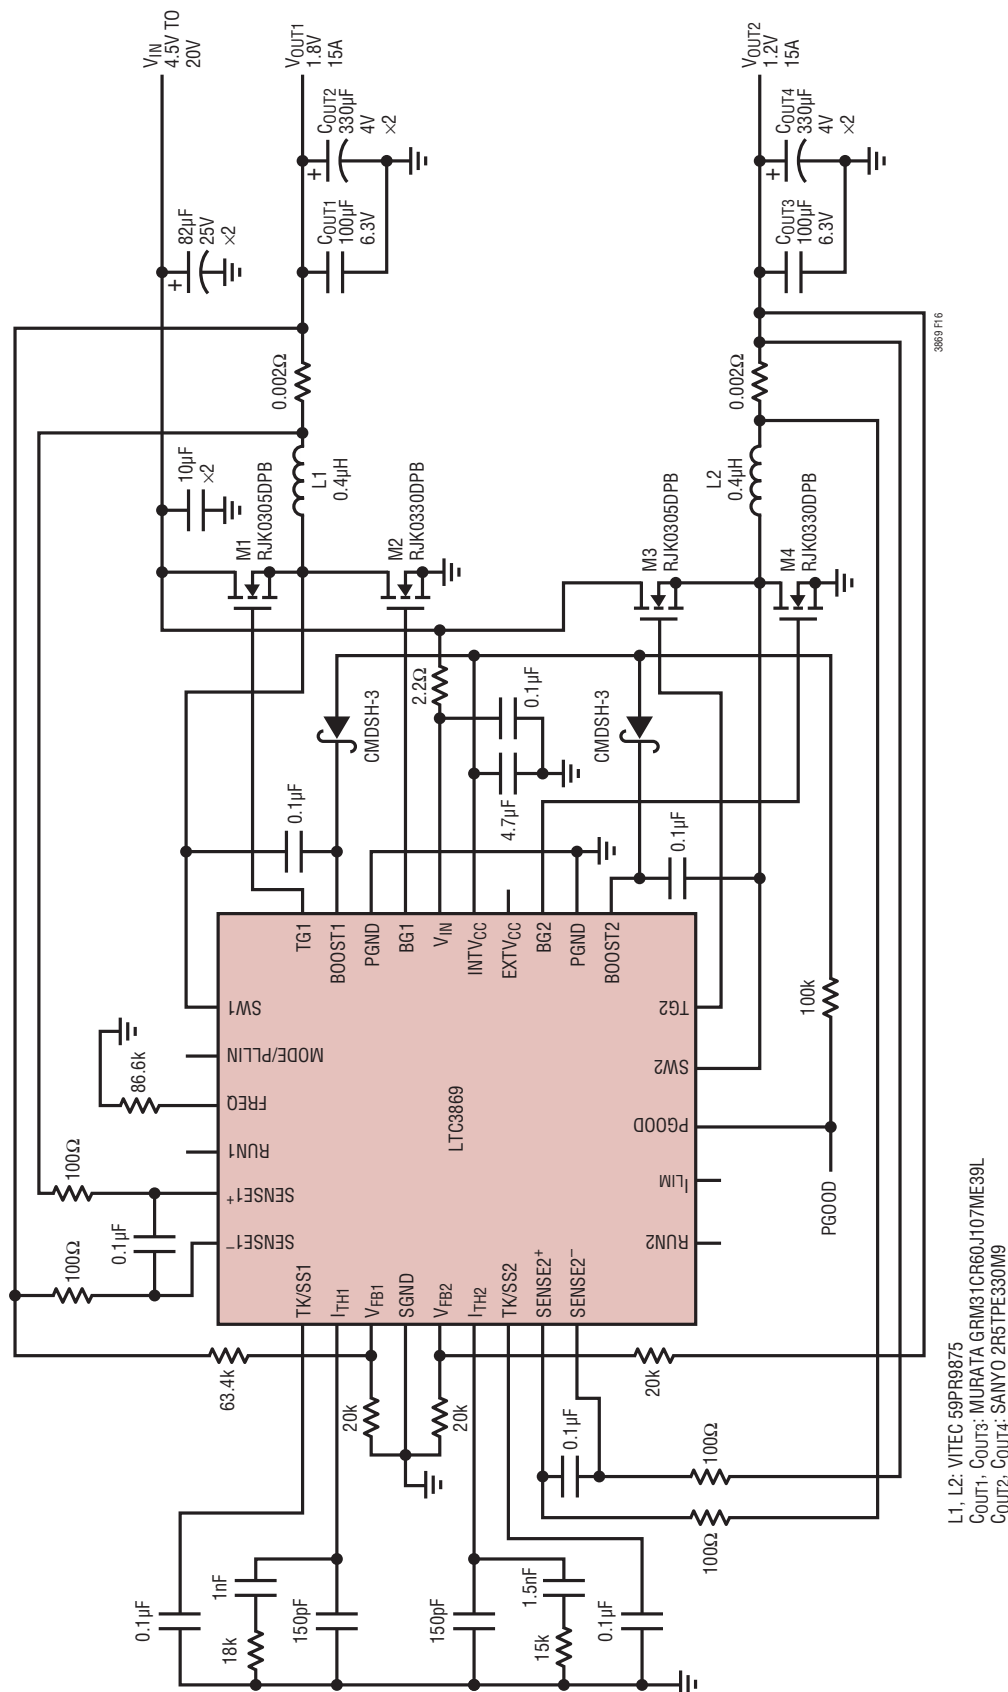 VIN
4.5V TO
20V
82µF
25V
×2
VOUT1
1.8V
15A
COUT2
330µF
4V
×2
COUT1
100µF
6.3V
0.002Ω
10µF
×2
L1
0.4µH
M1
RJK0305DPB
M2
RJK0330DPB
VOUT2
1.2V
15A
COUT4
330µF
4V
×2
COUT3
100µF
6.3V
0.002Ω
L2
0.4µH
M3
RJK0305DPB
M4
RJK0330DPB
2.2Ω
CMDSH-3
0.1µF
4.7µF
CMDSH-3
0.1µF
0.1µF
TG1
BOOST1
PGND
BG1
VIN
INTVCC
EXTVCC
BG2
PGND
BOOST2
SW1
MODE/PLLIN
FREQ
RUN1
SENSE1+
SENSE1–
LTC3869
TG2
SW2
PGOOD
ILIM
RUN2
TK/SS1
ITH1
VFB1
SGND
VFB2
ITH2
TK/SS2
SENSE2+
SENSE2–
86.6k
100Ω
0.1µF
100Ω
100k
PGOOD
63.4k
20k
20k
20k
0.1µF
100Ω
100Ω
0.1µF
1nF
18k
150pF
150pF
1.5nF
15k
0.1µF
3869 F16
L1, L2: VITEC 59PR9875
COUT1, COUT3: MURATA GRM31CR60J107ME39L
COUT2, COUT4: SANYO 2R5TPE330M9